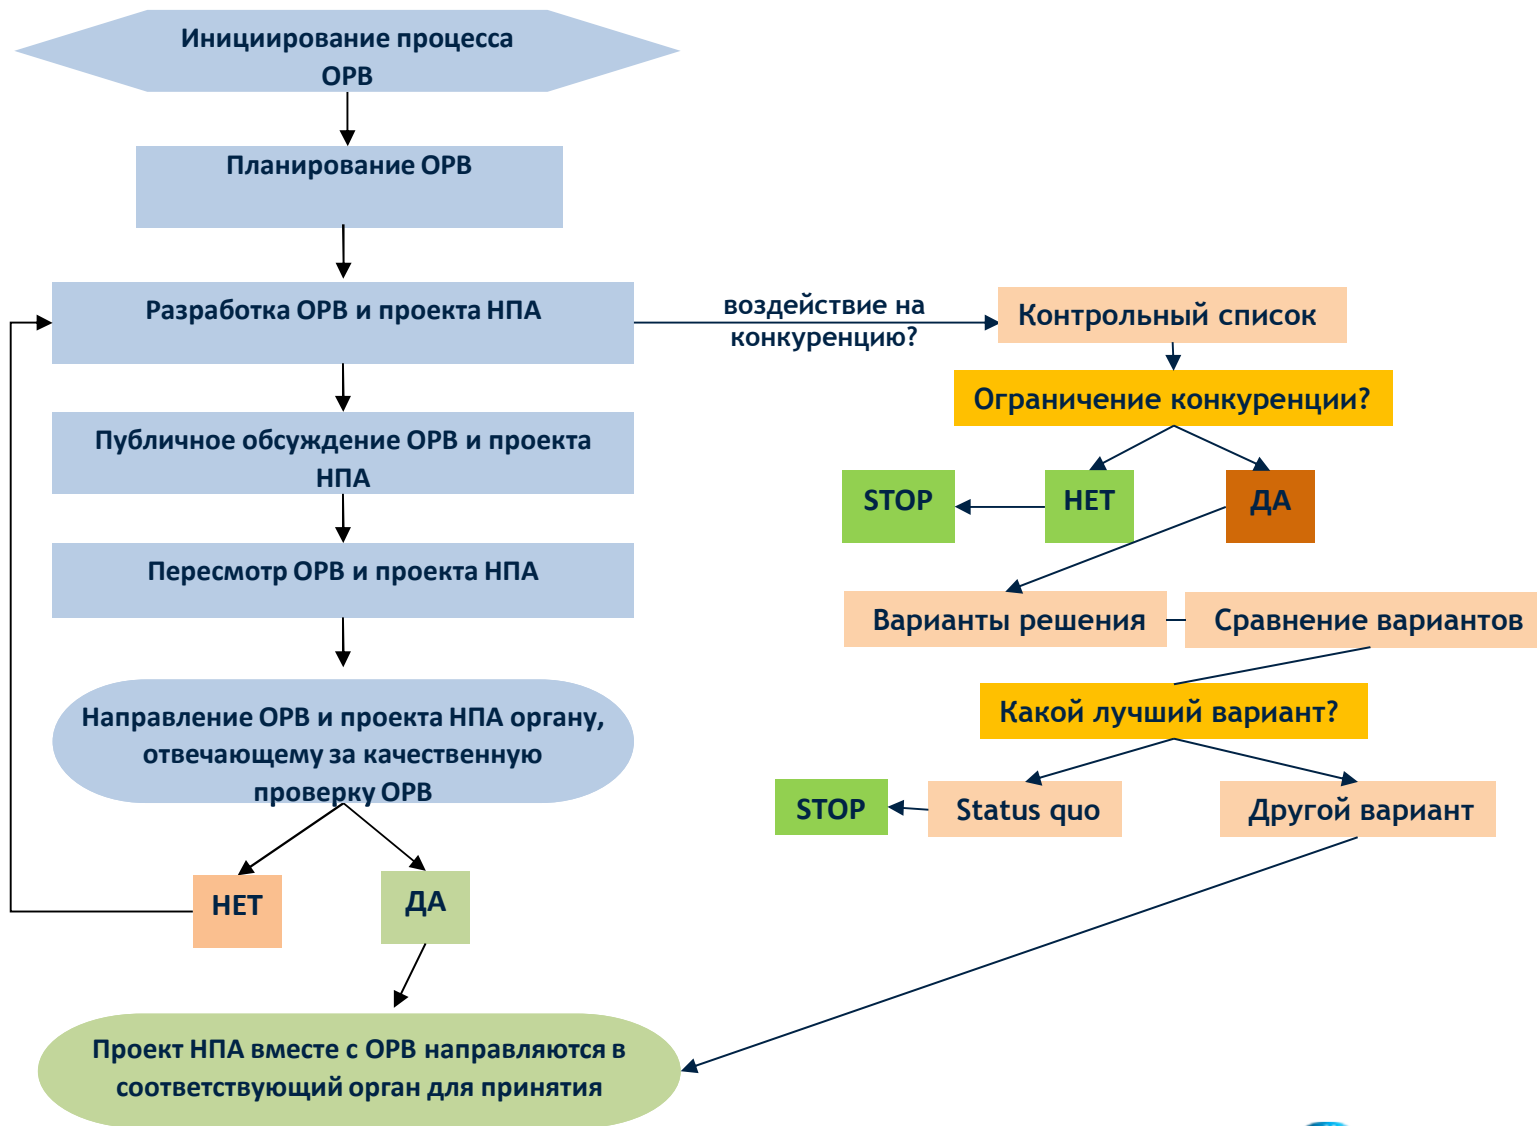 Инициирование процесса
ОРВ
Планирование ОРВ
Разработка ОРВ и проекта НПА
воздействие на
конкуренцию?
Контрольный список
Ограничение конкуренции?
Публичное обсуждение ОРВ и проекта
НПА
STOP
НЕТ
ДА
Пересмотр ОРВ и проекта НПА
Варианты решения
Сравнение вариантов
Направление ОРВ и проекта НПА органу,
отвечающему за качественную
проверку ОРВ
Какой лучший вариант?
STOP
Status quo
Другой вариант
НЕТ
ДА
Проект НПА вместе с ОРВ направляются в
соответствующий орган для принятия